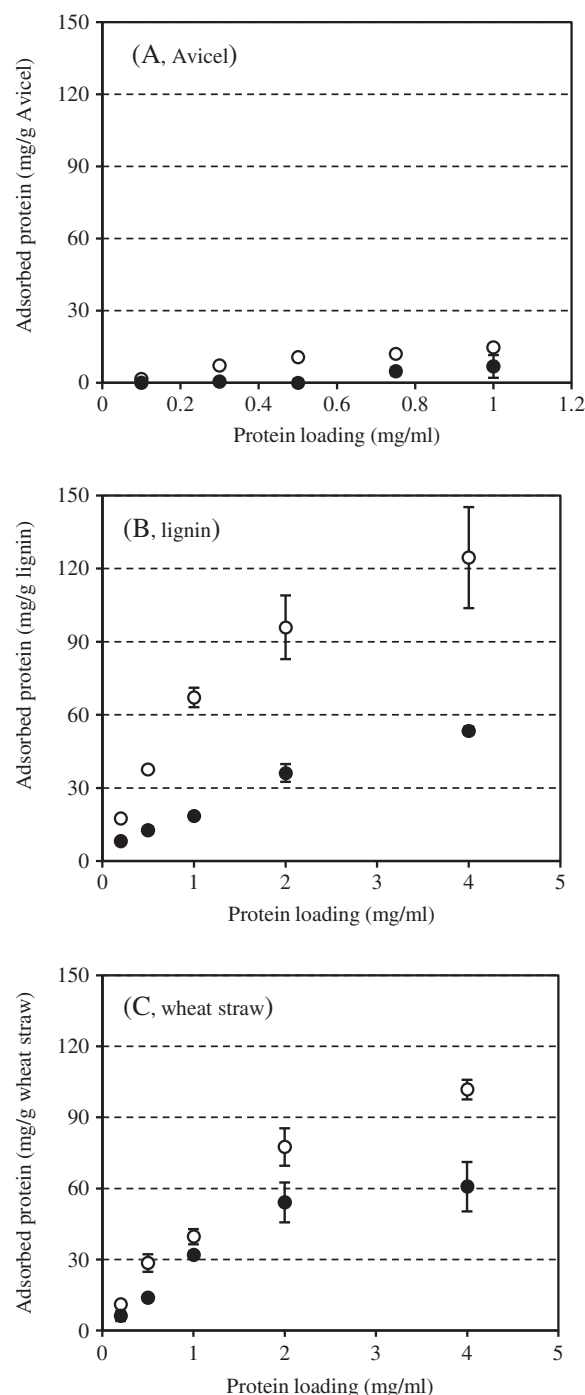 (A, Avicel)
Adsorbed protein (mg/g Avicel)
150
120
90
60
30
0
0 0.2 0.4 0.6 0.8 1 1.2
Protein loading (mg/ml)
(B, lignin)
Adsorbed protein (mg/g lignin)
150
120
90
60
30
0
0 1 2 3 4 5
Protein loading (mg/ml)
(C, wheat straw)
Adsorbed protein (mg/g wheat straw)
150
120
90
60
30
0
0 1 2 3 4 5
Protein loading (mg/ml)